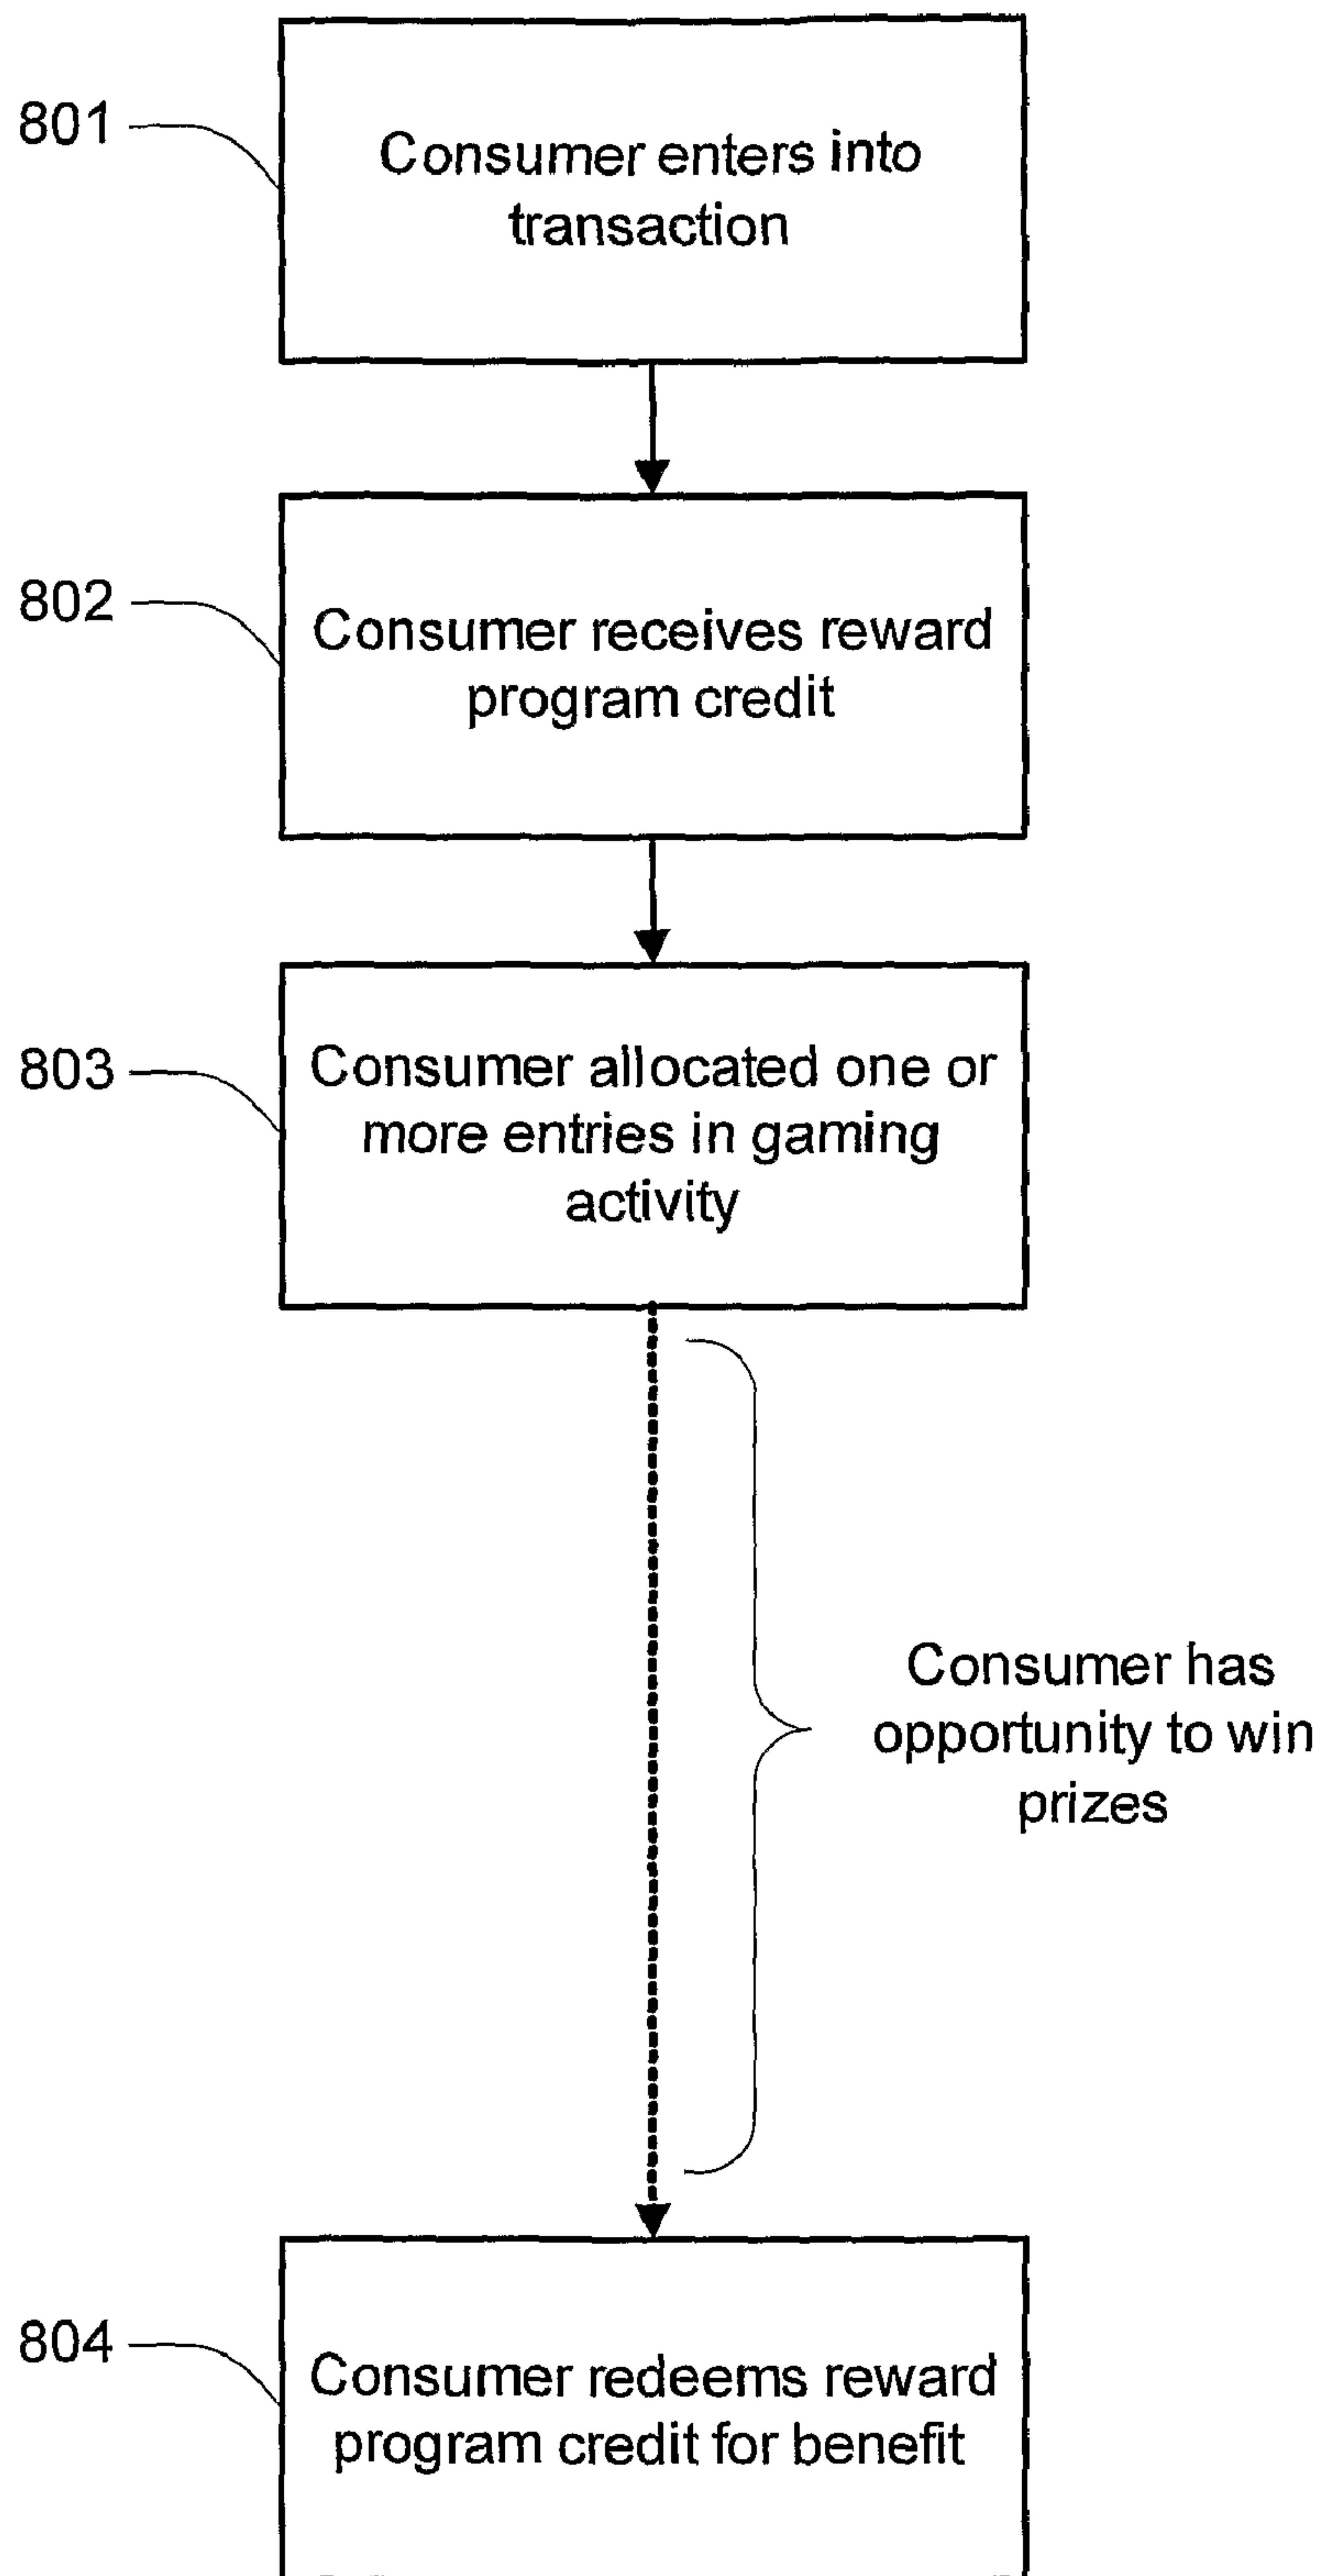 801
Consumer enters into
transaction
802
Consumer receives reward
program credit
803
Consumer allocated one or
more entries in gaming
activity
Consumer has
opportunity to win
prizes
804
Consumer redeems reward
program credit for benefit